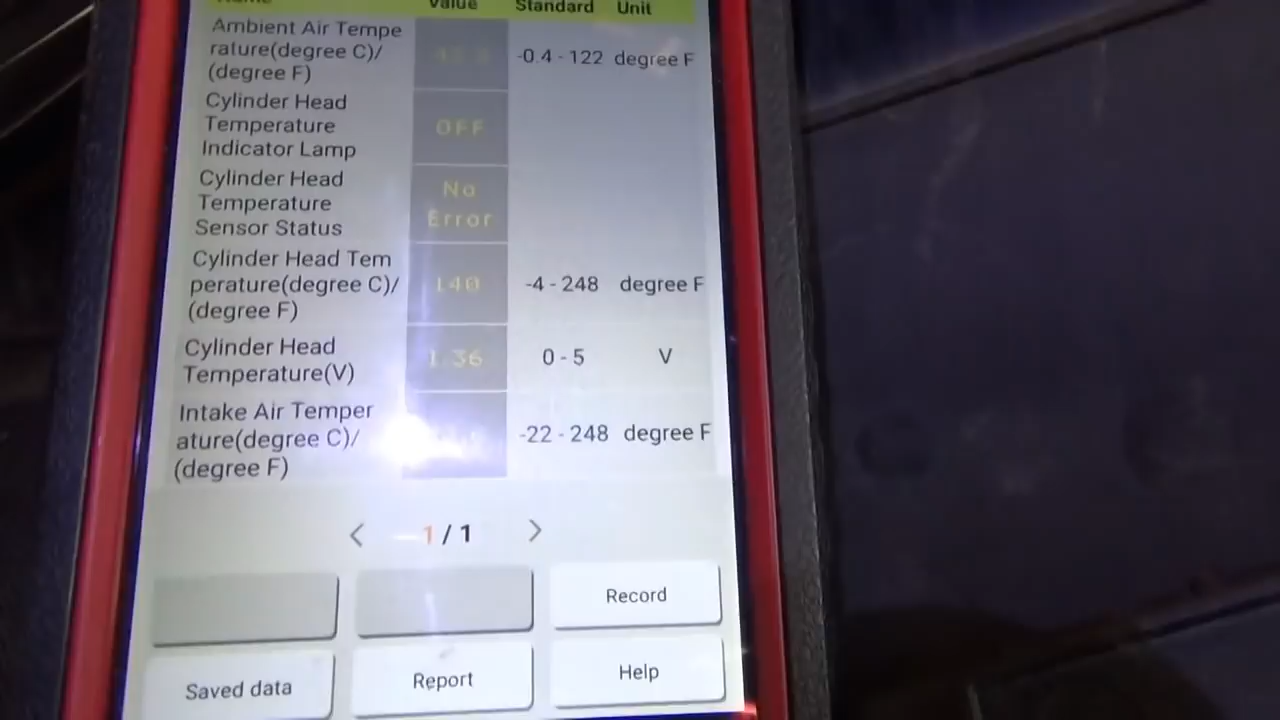 Name Value Standard Unit
Ambient Air Tempe
rature(degree C)/
(degree F)
-0.4 - 122 degree F
Cylinder Head
Temperature
Indicator Lamp
OFF
Cylinder Head
Temperature
Sensor Status
No
Error
Cylinder Head Tem
perature(degree C)/
(degree F)
140 -4 - 248 degree F
Cylinder Head
Temperature(V)
1.36 0 - 5 V
Intake Air Temper
ature(degree C)/
(degree F)
-22 - 248 degree F
< 1 / 1 >
Record
Saved data Report Help